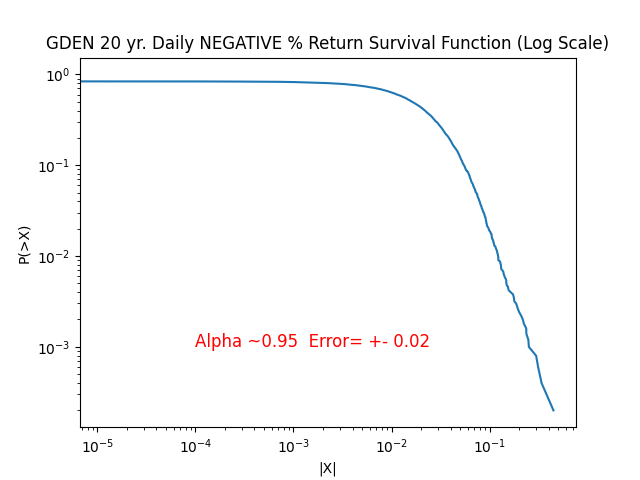 GDEN 20 yr. Daily NEGATIVE % Return Survival Function (Log Scale)
10^0
10^-1
10^-2
10^-3
P(>X)
Alpha ~0.95  Error= +- 0.02
10^-5 10^-4 10^-3 10^-2 10^-1
|X|